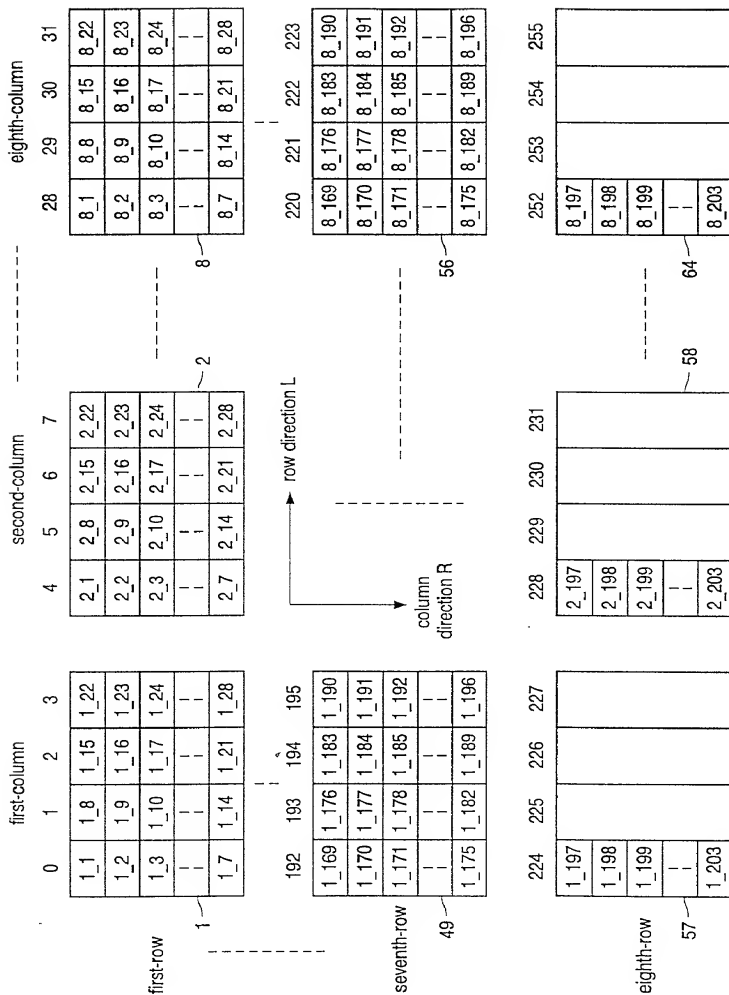 first-column second-column eighth-column
0 1 2 3 4 5 6 7 28 29 30 31
1_1 1_8 1_15 1_22 2_1 2_8 2_15 2_22 8_1 8_8 8_15 8_22
1_2 1_9 1_16 1_23 2_2 2_9 2_16 2_23 8_2 8_9 8_16 8_23
1_3 1_10 1_17 1_24 2_3 2_10 2_17 2_24 8_3 8_10 8_17 8_24
1_7 1_14 1_21 1_28 2_7 2_14 2_21 2_28 8_7 8_14 8_21 8_28
first-row 1 2 8
row direction L
column direction R
192 193 194 195 220 221 222 223
1_169 1_176 1_183 1_190 8_169 8_176 8_183 8_190
1_170 1_177 1_184 1_191 8_170 8_177 8_184 8_191
1_171 1_178 1_185 1_192 8_171 8_178 8_185 8_192
1_175 1_182 1_189 1_196 8_175 8_182 8_189 8_196
seventh-row 49 56
224 225 226 227 228 229 230 231 252 253 254 255
1_197 2_197 8_197
1_198 2_198 8_198
1_199 2_199 8_199
1_203 2_203 8_203
eighth-row 57 58 64